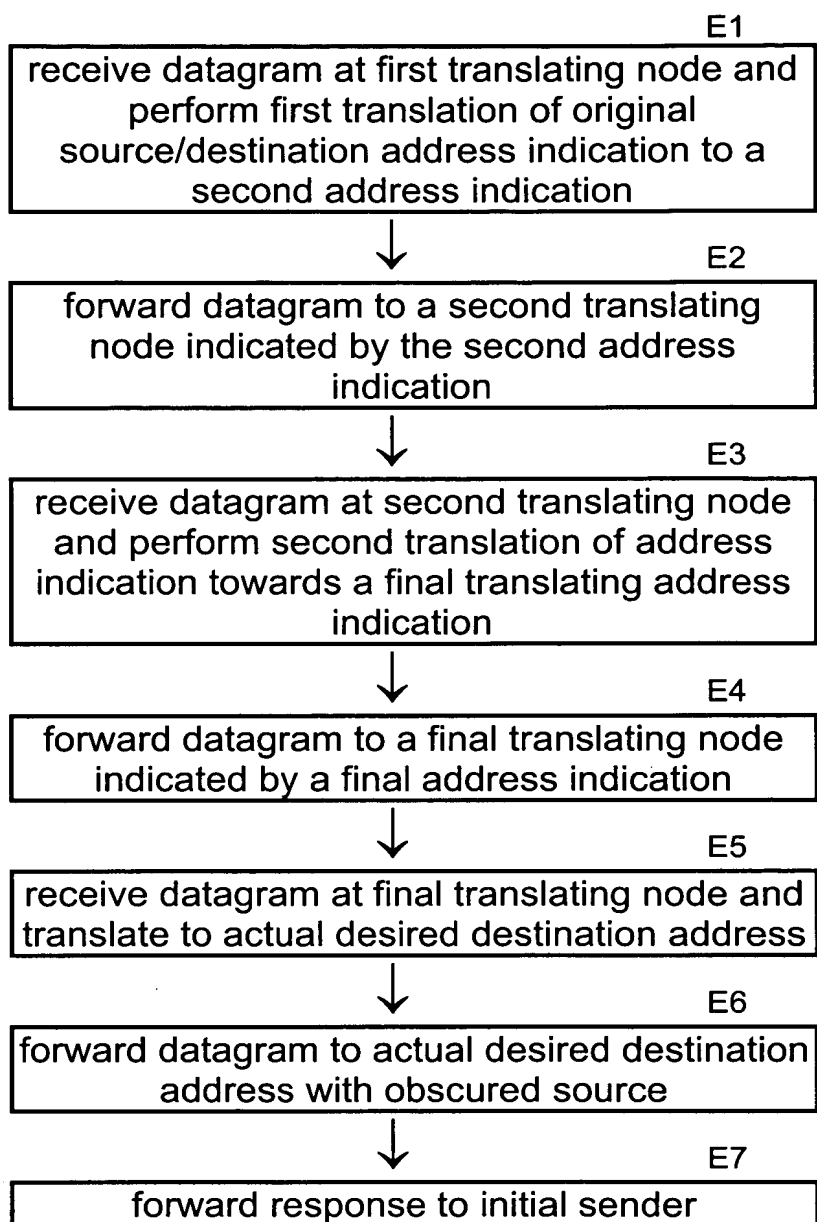 E1
receive datagram at first translating node and
perform first translation of original
source/destination address indication to a
second address indication
E2
forward datagram to a second translating
node indicated by the second address
indication
E3
receive datagram at second translating node
and perform second translation of address
indication towards a final translating address
indication
E4
forward datagram to a final translating node
indicated by a final address indication
E5
receive datagram at final translating node and
translate to actual desired destination address
E6
forward datagram to actual desired destination
address with obscured source
E7
forward response to initial sender